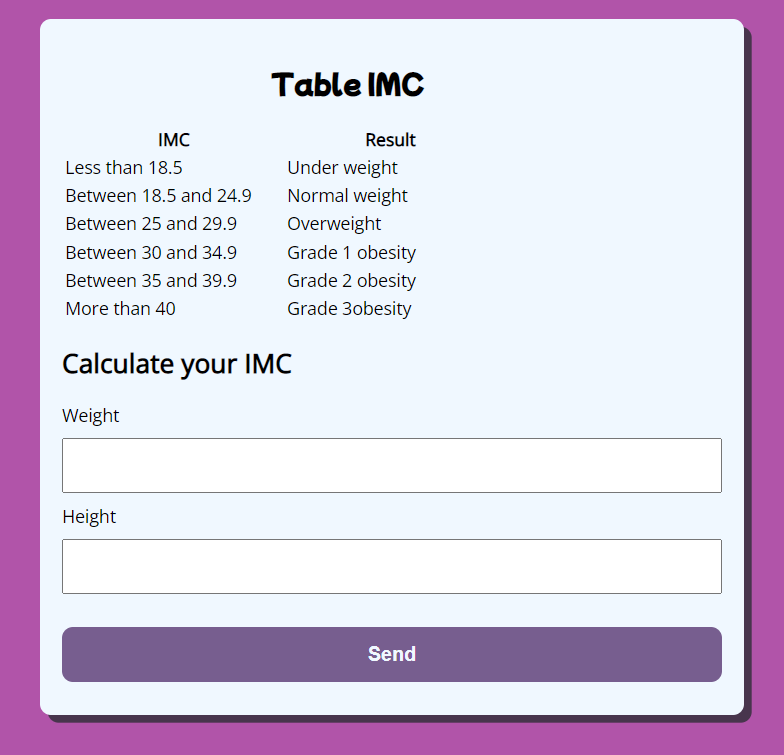 Table IMC
IMC Result
Less than 18.5 Under weight
Between 18.5 and 24.9 Normal weight
Between 25 and 29.9 Overweight
Between 30 and 34.9 Grade 1 obesity
Between 35 and 39.9 Grade 2 obesity
More than 40 Grade 3obesity
Calculate your IMC
Weight
Height
Send